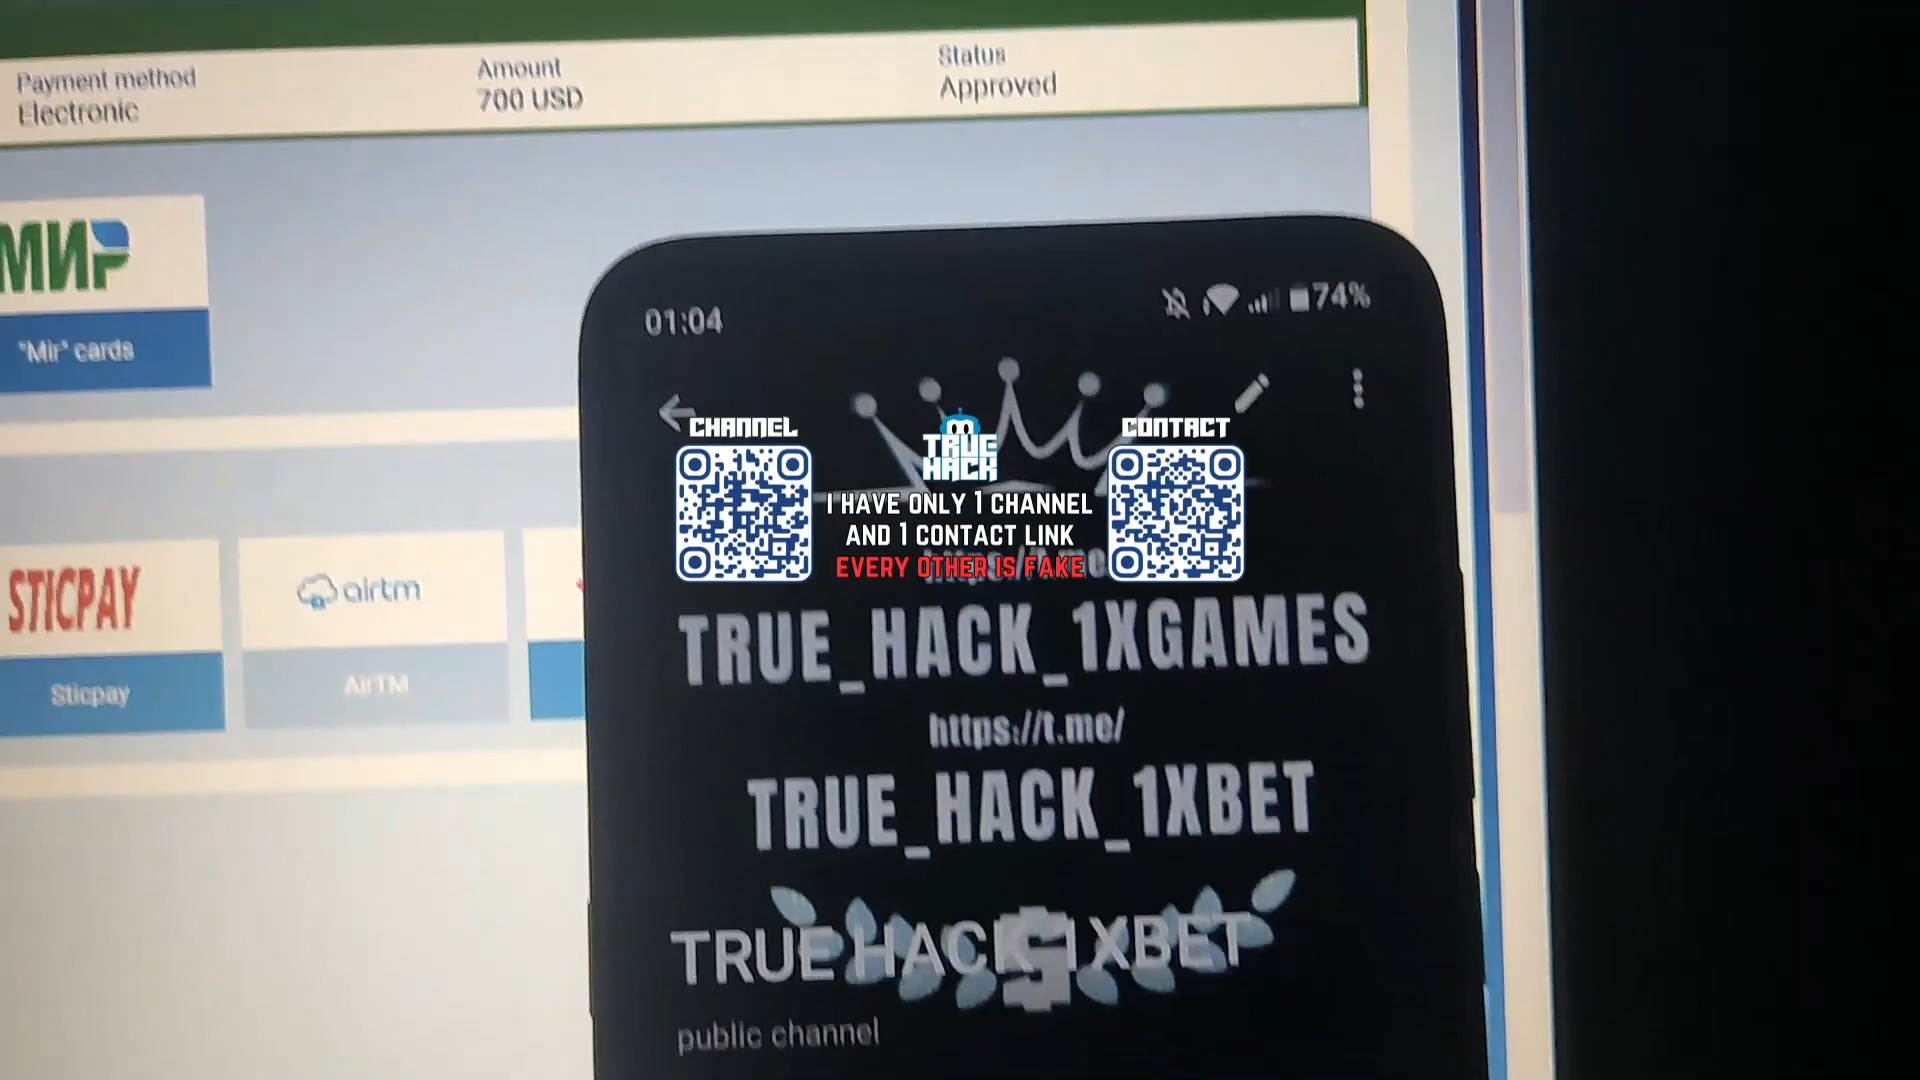 Payment method
Electronic
Amount
700 USD
Status
Approved
МИР
"Mir" cards
STICPAY
Sticpay
airtm
AirTM
01:04
74%
CHANNEL
TRUE
HACK
CONTACT
I HAVE ONLY 1 CHANNEL
AND 1 CONTACT LINK
EVERY OTHER IS FAKE
https://t.me/
TRUE_HACK_1XGAMES
https://t.me/
TRUE_HACK_1XBET
TRUE HACK 1XBET
public channel